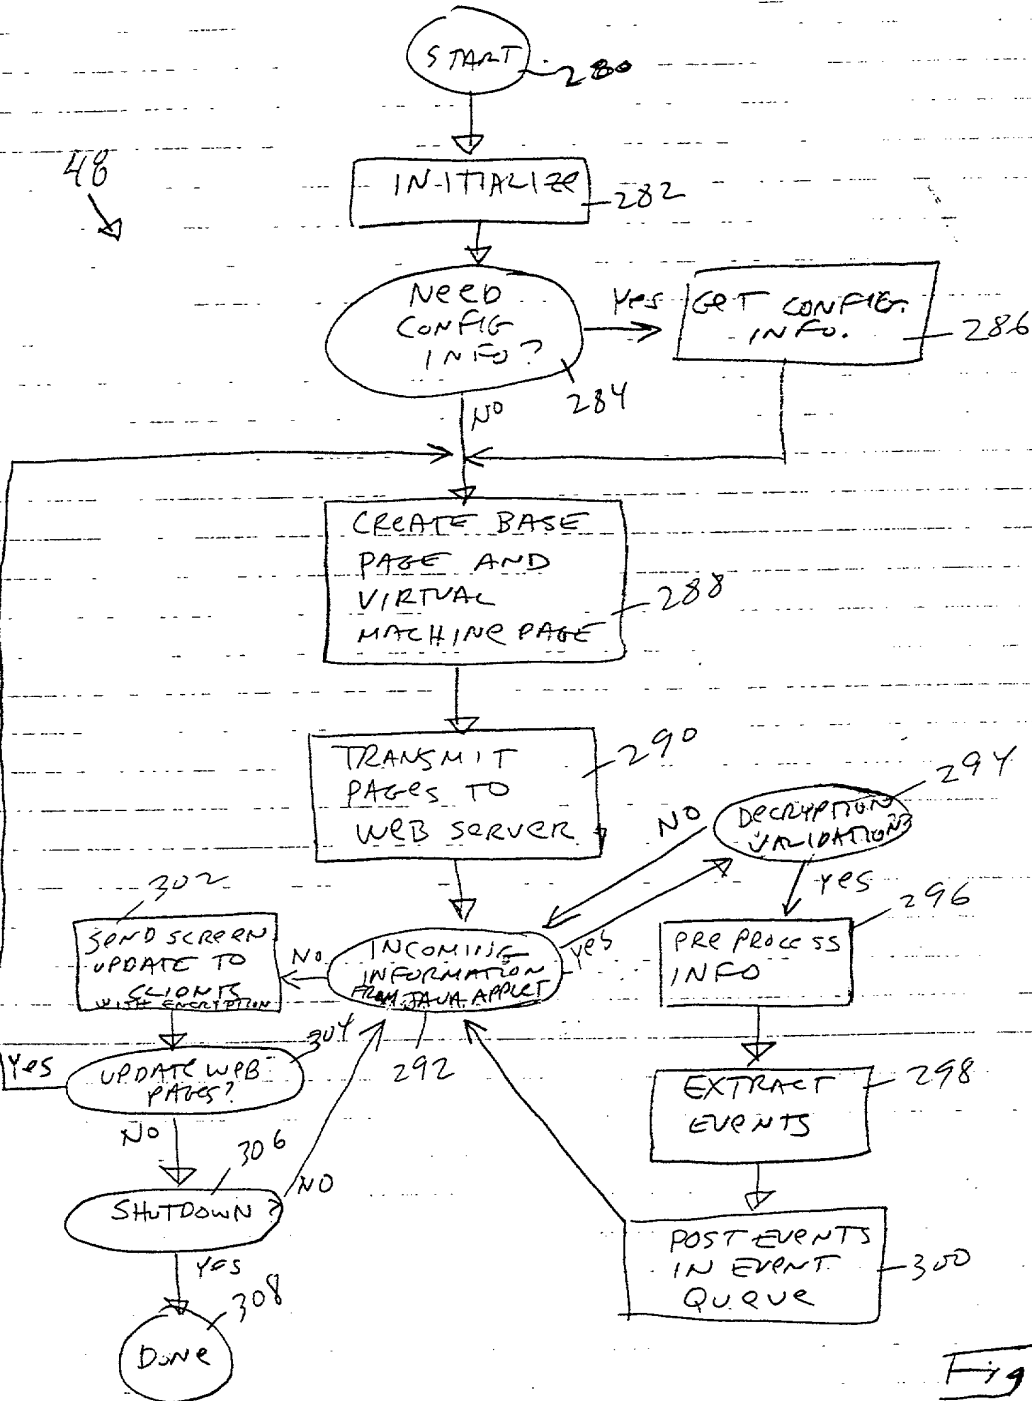 START
280
48
INITIALIZE
282
NEED
CONFIG
INFO?
284
Yes
GET CONFIG.
INFO.
286
NO
CREATE BASE
PAGE AND
VIRTUAL
MACHINE PAGE
288
TRANSMIT
PAGES TO
WEB SERVER
290
294
DECRYPTION
VALIDATION?
NO
yes
302
SEND SCREEN
UPDATE TO
CLIENTS
WITH ENCRYPTION
NO
INCOMING
INFORMATION
FROM JAVA APPLET
yes
292
296
PREPROCESS
INFO
304
Yes
UPDATE WEB
PAGES?
298
EXTRACT
EVENTS
NO
306
SHUTDOWN?
NO
YES
POST EVENTS
IN EVENT
QUEUE
300
308
DONE
Fig